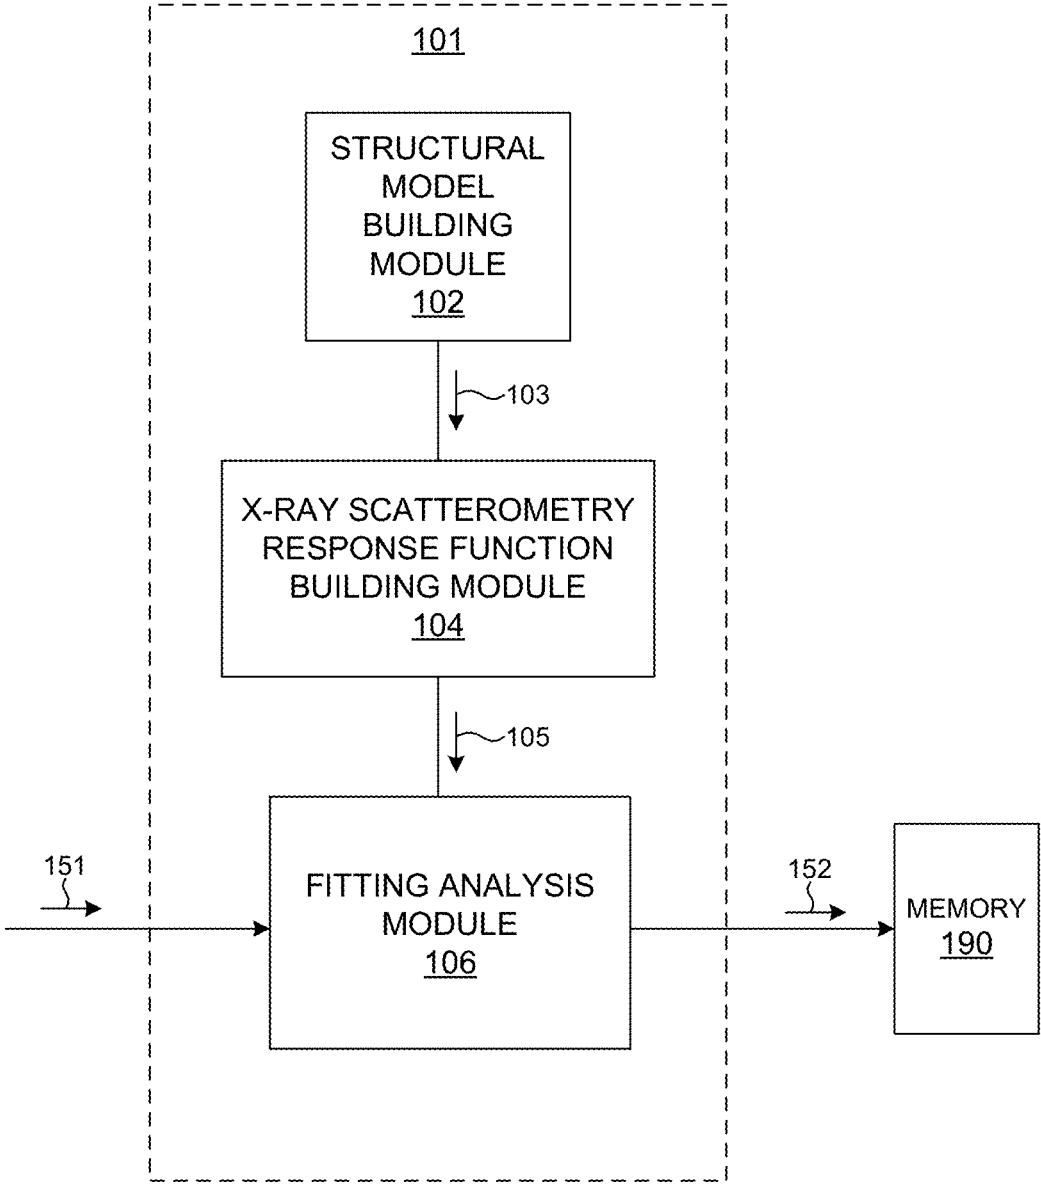 101
STRUCTURAL
MODEL
BUILDING
MODULE
102
103
X-RAY SCATTEROMETRY
RESPONSE FUNCTION
BUILDING MODULE
104
105
151
FITTING ANALYSIS
MODULE
106
152
MEMORY
190